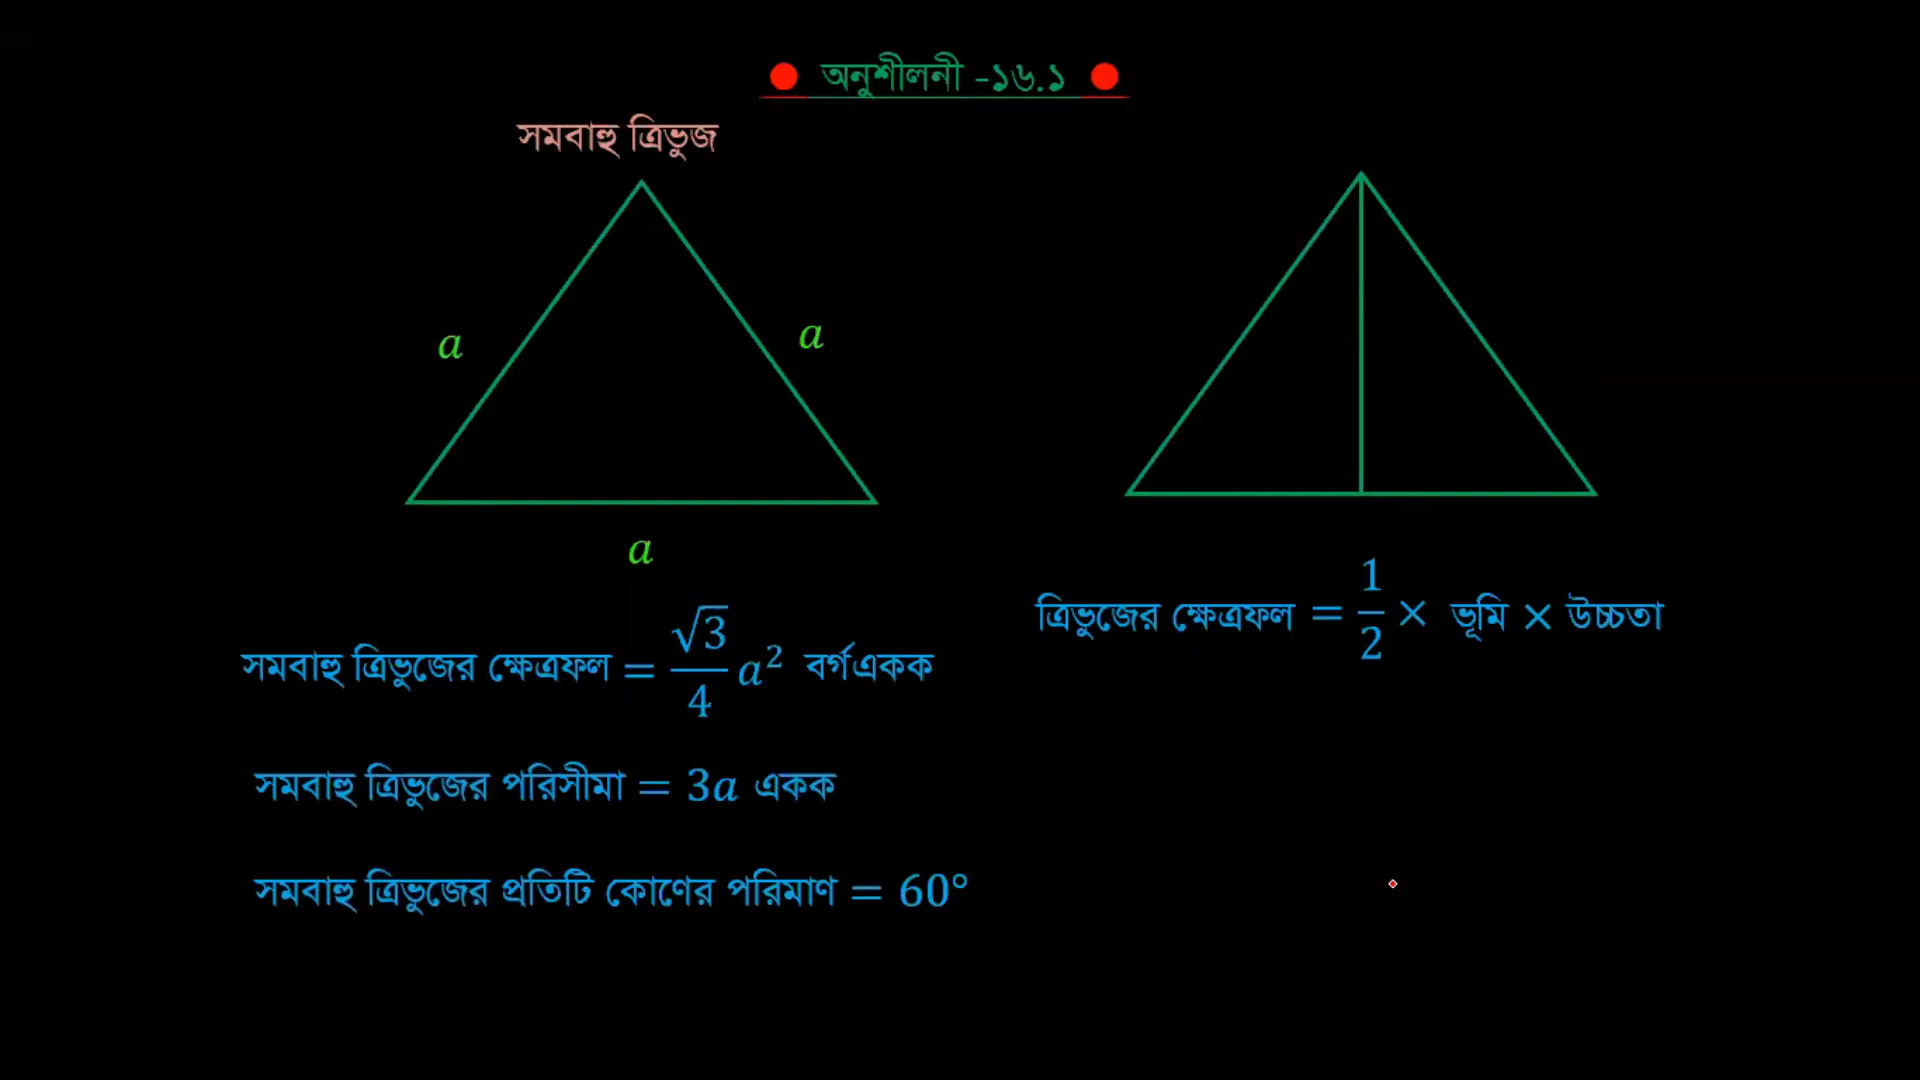 অনুশীলনী -১৬.১
সমবাহু ত্রিভুজ
a
a
a
সমবাহু ত্রিভুজের ক্ষেত্রফল = √3/4 a² বর্গএকক
সমবাহু ত্রিভুজের পরিসীমা = 3a একক
সমবাহু ত্রিভুজের প্রতিটি কোণের পরিমাণ = 60°
ত্রিভুজের ক্ষেত্রফল = 1/2 × ভূমি × উচ্চতা